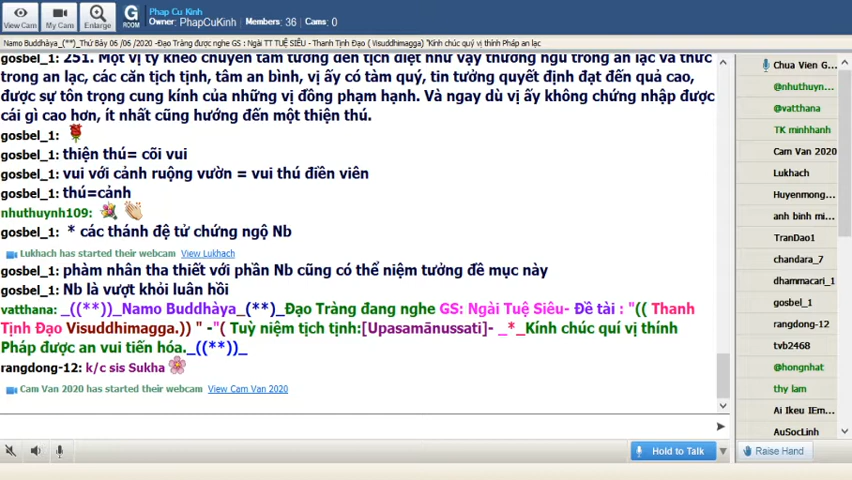 View Cam
My Cam
Enlarge
G
ROOM
Phap Cu Kinh
Owner: PhapCuKinh Members: 36 Cams: 0
Namo Buddhàya_(**)_Thứ Bảy 06 /06 /2020 -Đạo Tràng được nghe GS : Ngài TT TUỆ SIÊU - Thanh Tịnh Đạo ( Visuddhimagga) "Kính chúc quý vị thính Pháp an lạc
gosbel_1: 251. Một vị tỳ kheo chuyên tâm tưởng đến tịch diệt như vậy thường ngủ trong an lạc và thức
trong an lạc, các căn tịch tịnh, tâm an bình, vị ấy có tàm quý, tin tưởng quyết định đạt đến quả cao,
được sự tôn trọng cung kính của những vị đồng phạm hạnh. Và ngay dù vị ấy không chứng nhập được
cái gì cao hơn, ít nhất cũng hướng đến một thiện thú.
gosbel_1:
gosbel_1: thiện thú= cõi vui
gosbel_1: vui với cảnh ruộng vườn = vui thú điền viên
gosbel_1: thú=cảnh
nhuthuynh109:
gosbel_1: * các thánh đệ tử chứng ngộ Nb
Lukhach has started their webcam View Lukhach
gosbel_1: phàm nhân tha thiết với phần Nb cũng có thể niệm tưởng đề mục này
gosbel_1: Nb là vượt khỏi luân hồi
vatthana: _((**))_Namo Buddhàya_(**)_Đạo Tràng đang nghe GS: Ngài Tuệ Siêu- Đề tài : "(( Thanh
Tịnh Đạo Visuddhimagga.)) " -"( Tuỳ niệm tịch tịnh:[Upasamānussati]- _*_Kính chúc quí vị thính
Pháp được an vui tiến hóa._((**))_
rangdong-12: k/c sis Sukha
Cam Van 2020 has started their webcam View Cam Van 2020
Hold to Talk
Chua Vien G...
@nhuthuyn...
@vatthana
TK minhhanh
Cam Van 2020
Lukhach
Huyenmong...
anh binh mi...
TranDao1
chandara_7
dhammacari_1
gosbel_1
rangdong-12
tvb2468
@hongnhat
thy lam
Ai Ikeu IEm...
AuSocLinh
Raise Hand